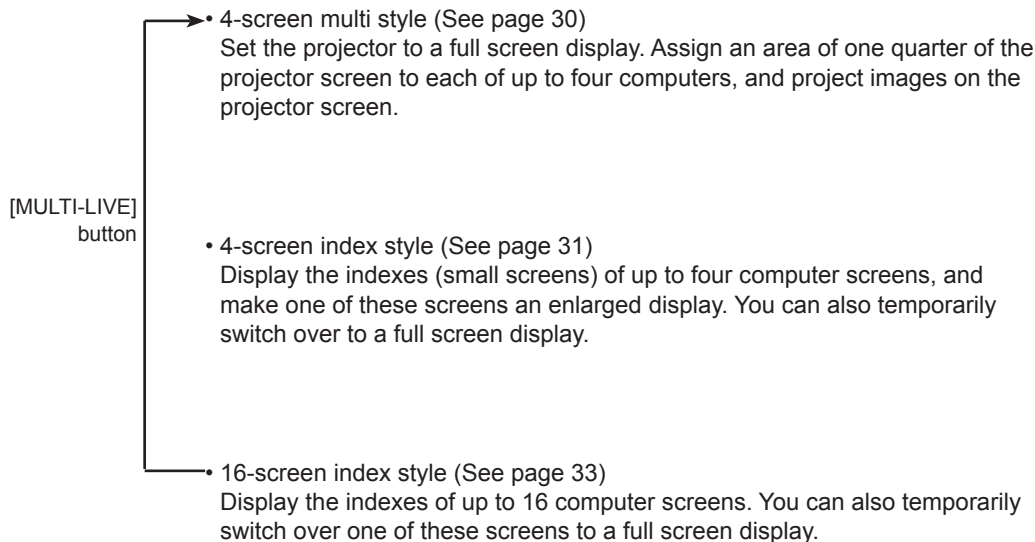 • 4-screen multi style (See page 30)
Set the projector to a full screen display. Assign an area of one quarter of the
projector screen to each of up to four computers, and project images on the
projector screen.
[MULTI-LIVE]
button
• 4-screen index style (See page 31)
Display the indexes (small screens) of up to four computer screens, and
make one of these screens an enlarged display. You can also temporarily
switch over to a full screen display.
• 16-screen index style (See page 33)
Display the indexes of up to 16 computer screens. You can also temporarily
switch over one of these screens to a full screen display.